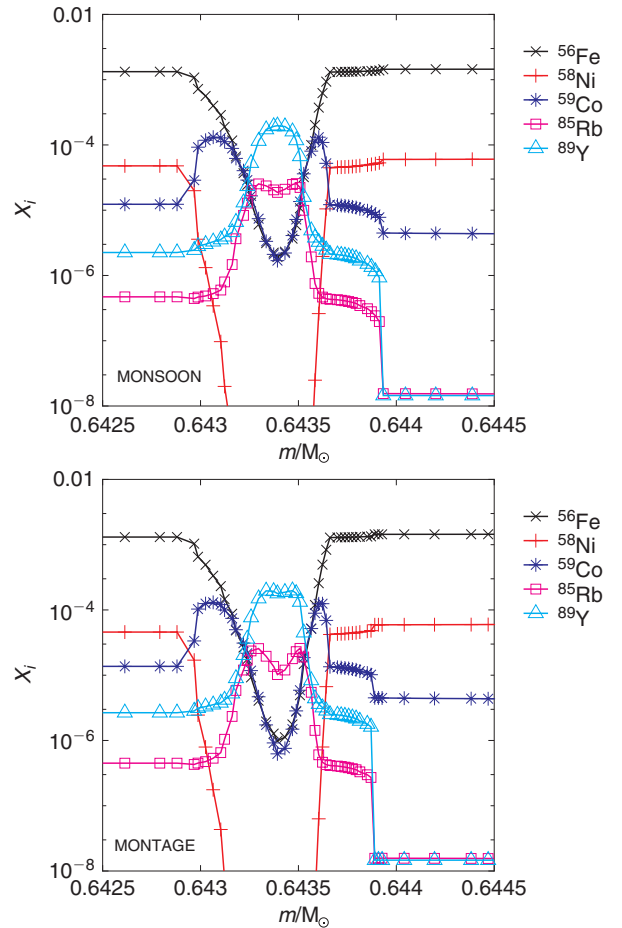 0.01
10⁻⁴
10⁻⁶
10⁻⁸
Xᵢ
MONSOON
0.6425 0.643 0.6435 0.644 0.6445
m/M☉
⁵⁶Fe
⁵⁸Ni
⁵⁹Co
⁸⁵Rb
⁸⁹Y
0.01
10⁻⁴
10⁻⁶
10⁻⁸
Xᵢ
MONTAGE
0.6425 0.643 0.6435 0.644 0.6445
m/M☉
⁵⁶Fe
⁵⁸Ni
⁵⁹Co
⁸⁵Rb
⁸⁹Y